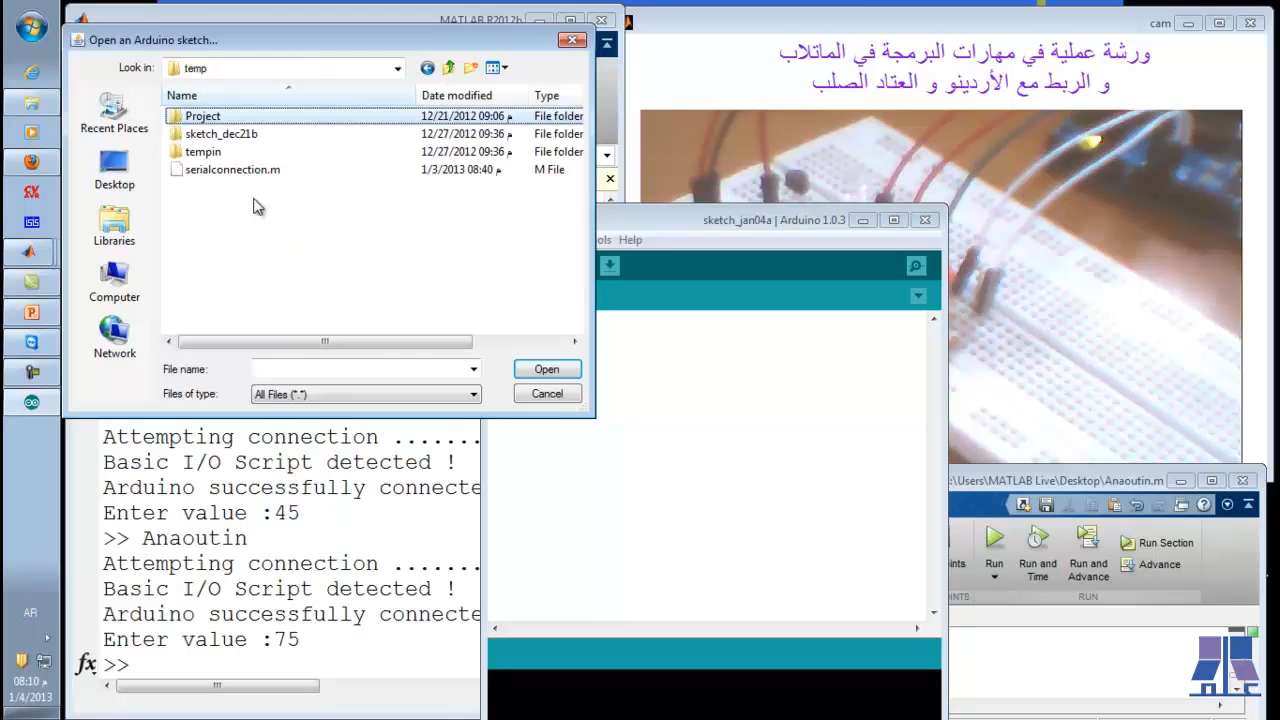 MATLAB R2012b
Open an Arduino sketch...
Look in:
temp
Name
Date modified
Type
Project
12/21/2012 09:06 م
File folder
sketch_dec21b
12/27/2012 09:36 م
File folder
tempin
12/27/2012 09:36 م
File folder
serialconnection.m
1/3/2013 08:40 م
M File
Recent Places
Desktop
Libraries
Computer
Network
File name:
Open
Files of type:
All Files (*.*)
Cancel
cam
ورشة عملية في مهارات البرمجة في الماتلاب
و الربط مع الأردينو و العتاد الصلب
sketch_jan04a | Arduino 1.0.3
ols Help
Attempting connection .......
Basic I/O Script detected !
Arduino successfully connecte
Enter value :45
>> Anaoutin
Attempting connection .......
Basic I/O Script detected !
Arduino successfully connecte
Enter value :75
fx >>
:\Users\MATLAB Live\Desktop\Anaoutin.m
Run
Run and
Time
Run and
Advance
Run Section
Advance
oints
OINTS
RUN
ISIS
AR
08:10 م
1/4/2013